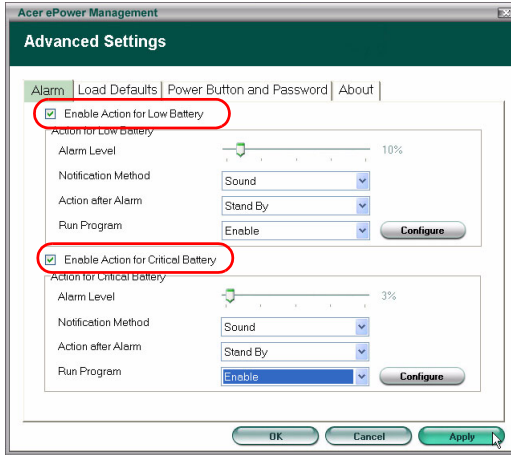 Acer ePower Management
Advanced Settings
Alarm Load Defaults Power Button and Password About
Enable Action for Low Battery
Action for Low Battery
Alarm Level 10%
Notification Method Sound
Action after Alarm Stand By
Run Program Enable Configure
Enable Action for Critical Battery
Action for Critical Battery
Alarm Level 3%
Notification Method Sound
Action after Alarm Stand By
Run Program Enable Configure
OK Cancel Apply